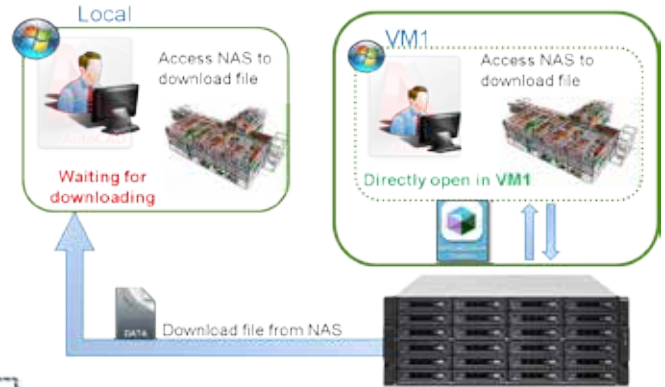 Local
Access NAS to
download file
AutoCAD
Waiting for
downloading
VM1
Access NAS to
download file
Directly open in VM1
DATA
Download file from NAS